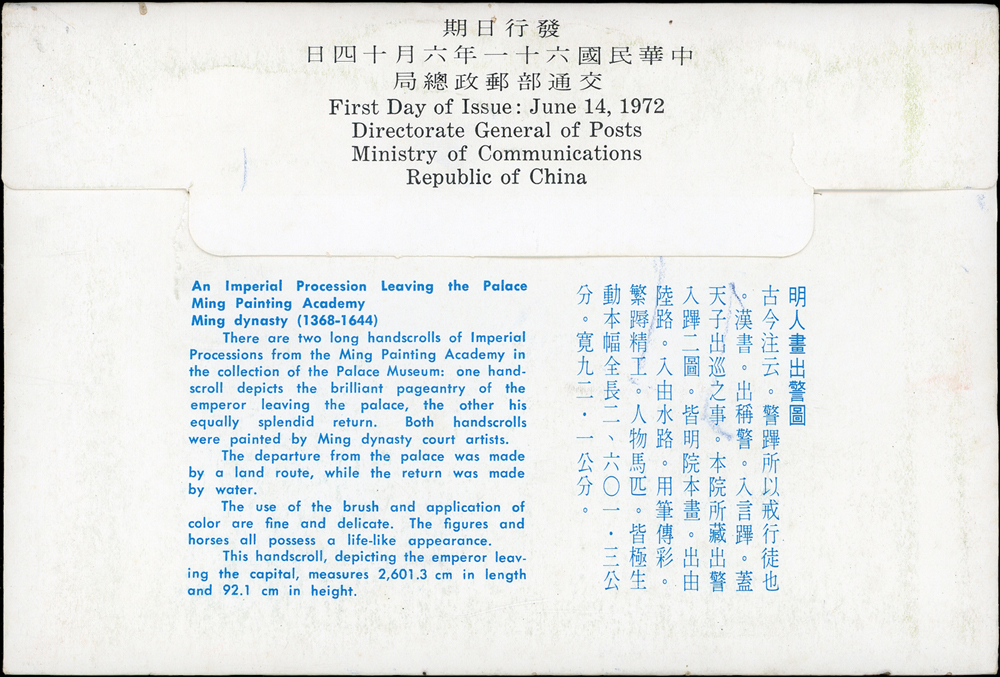 發行日期
中華民國六十一年六月十四日
交通部郵政總局
First Day of Issue: June 14, 1972
Directorate General of Posts
Ministry of Communications
Republic of China
An Imperial Procession Leaving the Palace
Ming Painting Academy
Ming dynasty (1368-1644)
There are two long handscrolls of Imperial
Processions from the Ming Painting Academy in
the collection of the Palace Museum: one hand-
scroll depicts the brilliant pageantry of the
emperor leaving the palace, the other his
equally splendid return. Both handscrolls
were painted by Ming dynasty court artists.
The departure from the palace was made
by a land route, while the return was made
by water.
The use of the brush and application of
color are fine and delicate. The figures and
horses all possess a life-like appearance.
This handscroll, depicting the emperor leav-
ing the capital, measures 2,601.3 cm in length
and 92.1 cm in height.
明人畫出警圖
古今注云。警蹕所以戒行徒也
。漢書。出稱警。入言蹕。蓋
天子出巡之事。本院所藏出警
入蹕二圖。皆明院本畫。出由
陸路。入由水路。用筆傳彩。
繁蹲精工。人物馬匹。皆極生
動本幅全長二、六〇一．三公
分。寬九二．一公分。